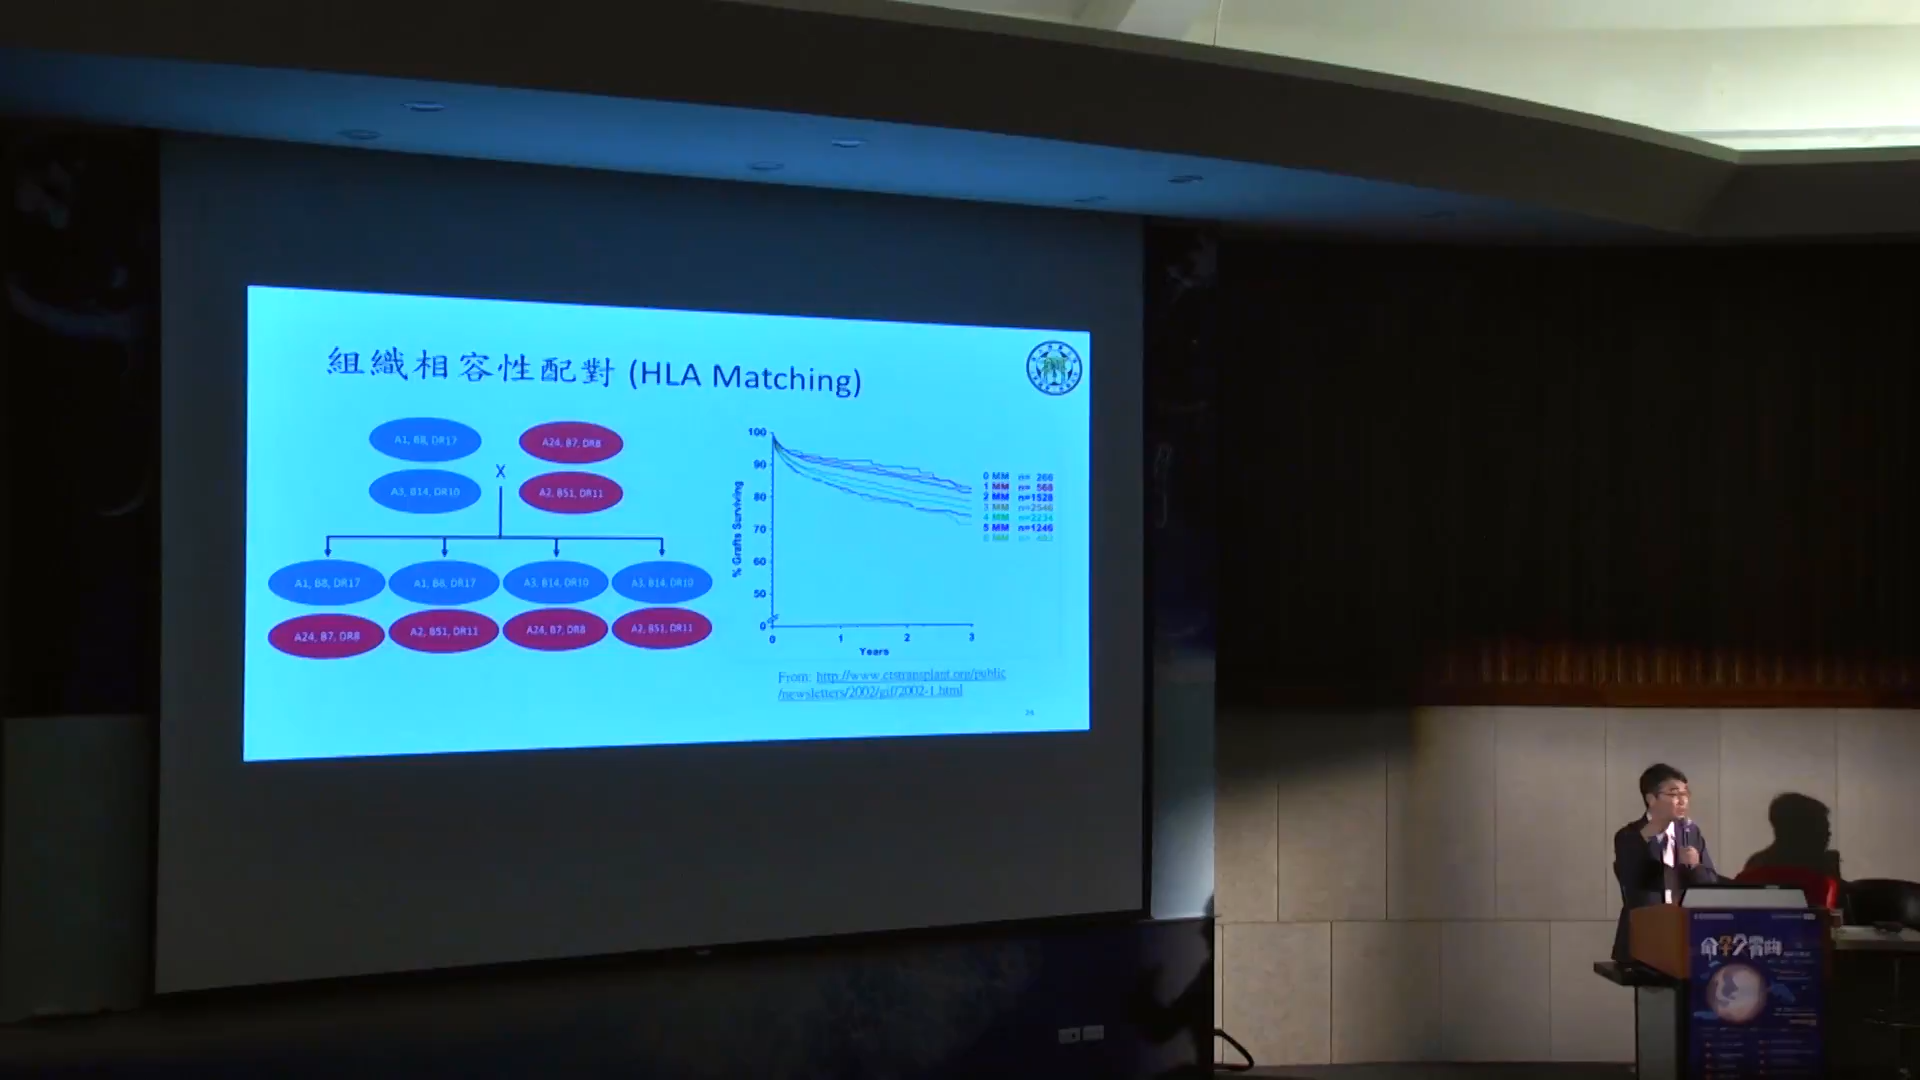 組織相容性配對 (HLA Matching)
A1, B8, DR17
A24, B7, DR8
X
A3, B14, DR10
A2, B51, DR11
A1, B8, DR17
A1, B8, DR17
A3, B14, DR10
A3, B14, DR10
A24, B7, DR8
A2, B51, DR11
A24, B7, DR8
A2, B51, DR11
% Grafts Surviving
100
90
80
70
60
50
0
0 1 2 3
Years
0 MM n= 266
1 MM n= 568
2 MM n=1528
3 MM n=2546
4 MM n=2234
5 MM n=1246
From: http://www.ctstransplant.org/public
/newsletters/2002/gif/2002-1.html